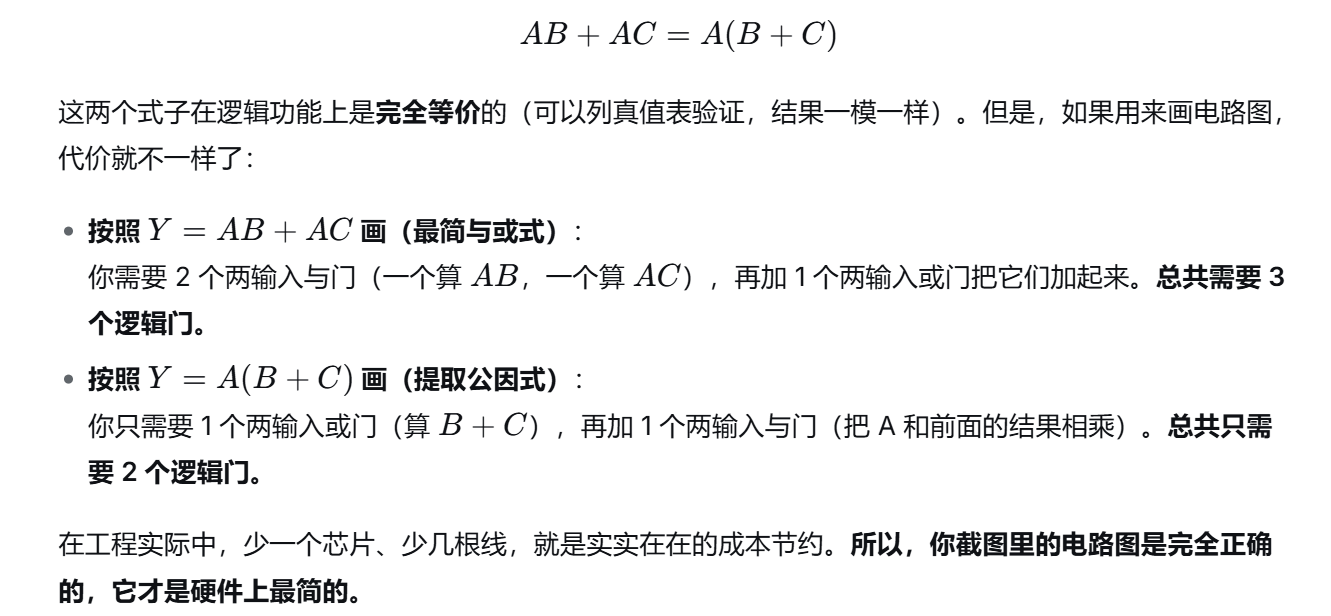 AB + AC = A(B + C)
这两个式子在逻辑功能上是完全等价的（可以列真值表验证，结果一模一样）。但是，如果用来画电路图，
代价就不一样了：
• 按照 Y = AB + AC 画（最简与或式）：
你需要 2 个两输入与门（一个算 AB，一个算 AC），再加 1 个两输入或门把它们加起来。总共需要 3
个逻辑门。
• 按照 Y = A(B + C) 画（提取公因式）：
你只需要 1 个两输入或门（算 B + C），再加 1 个两输入与门（把 A 和前面的结果相乘）。总共只需
要 2 个逻辑门。
在工程实际中，少一个芯片、少几根线，就是实实在在的成本节约。所以，你截图里的电路图是完全正确
的，它才是硬件上最简的。